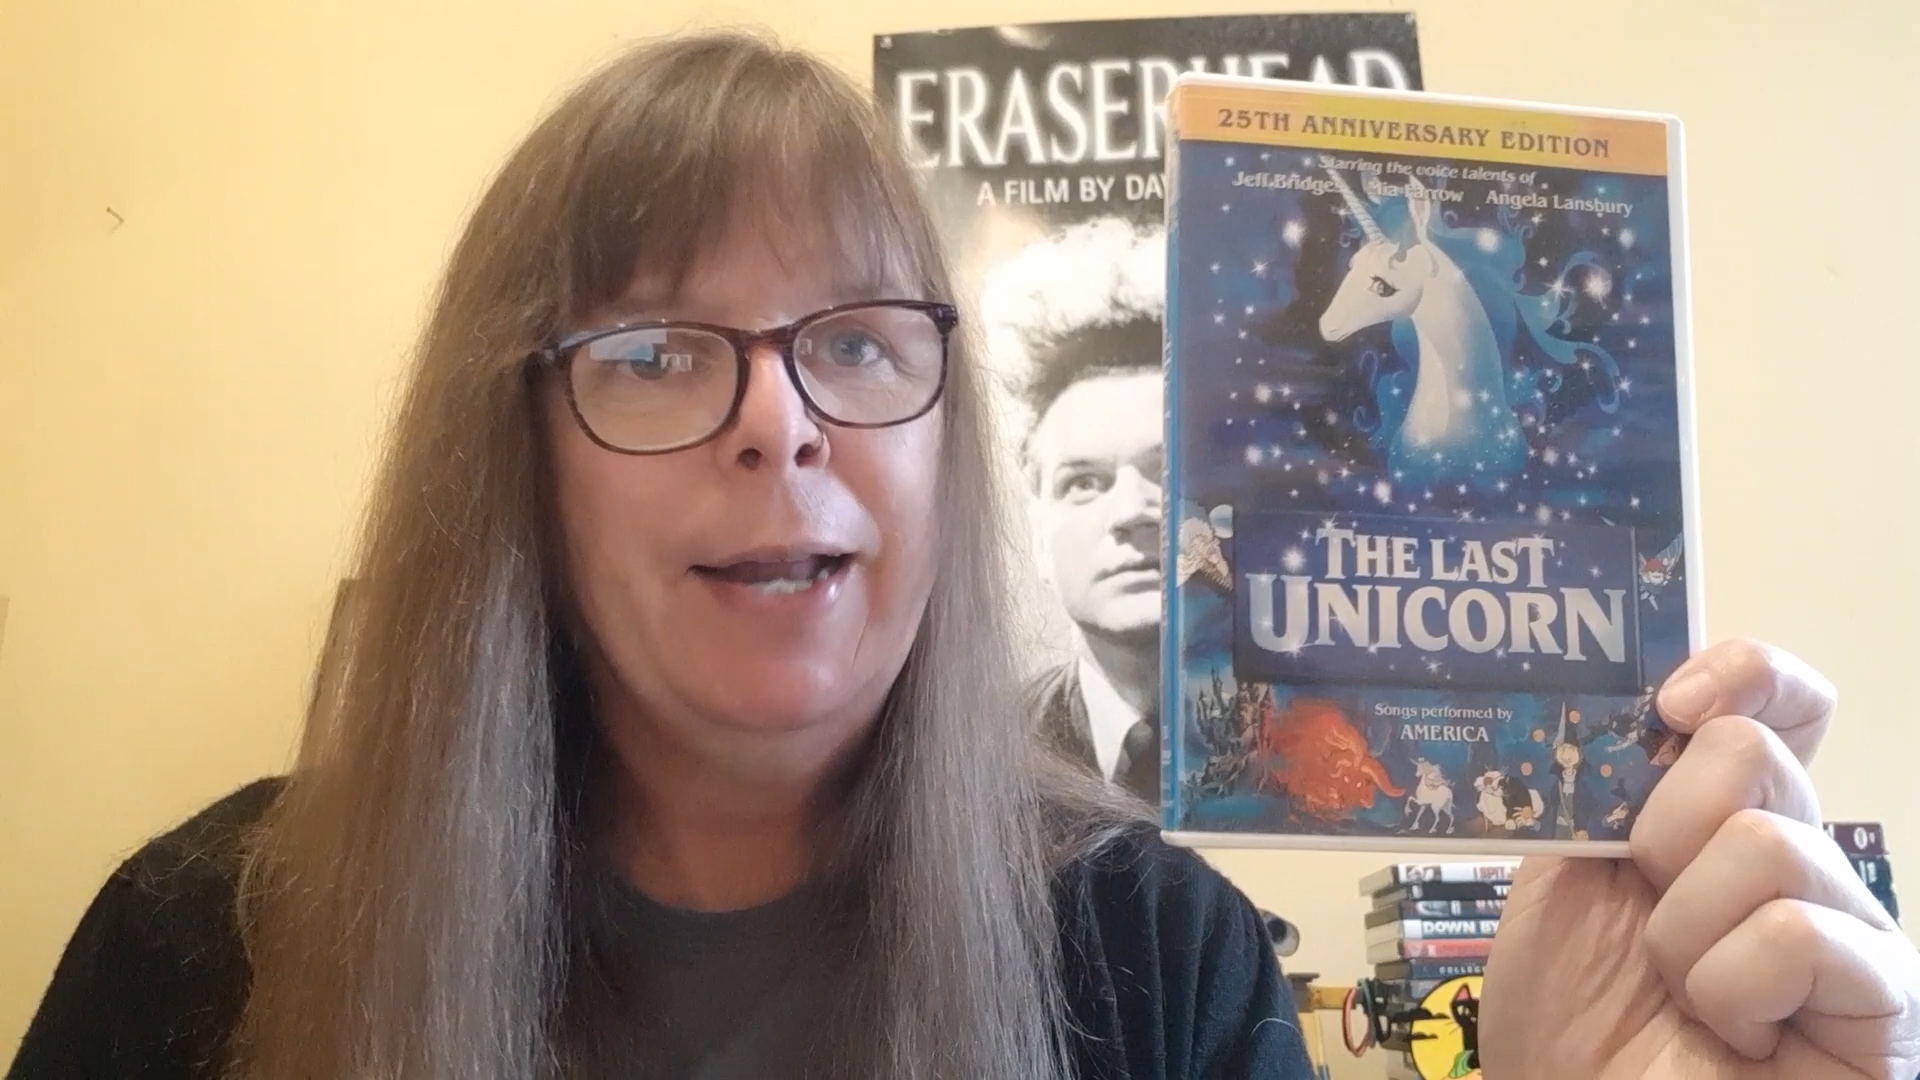 ERASERHEAD
A FILM BY DAV
25TH ANNIVERSARY EDITION
Starring the voice talents of
Jeff Bridges Mia Farrow Angela Lansbury
THE LAST
UNICORN
Songs performed by
AMERICA
DOWN BY